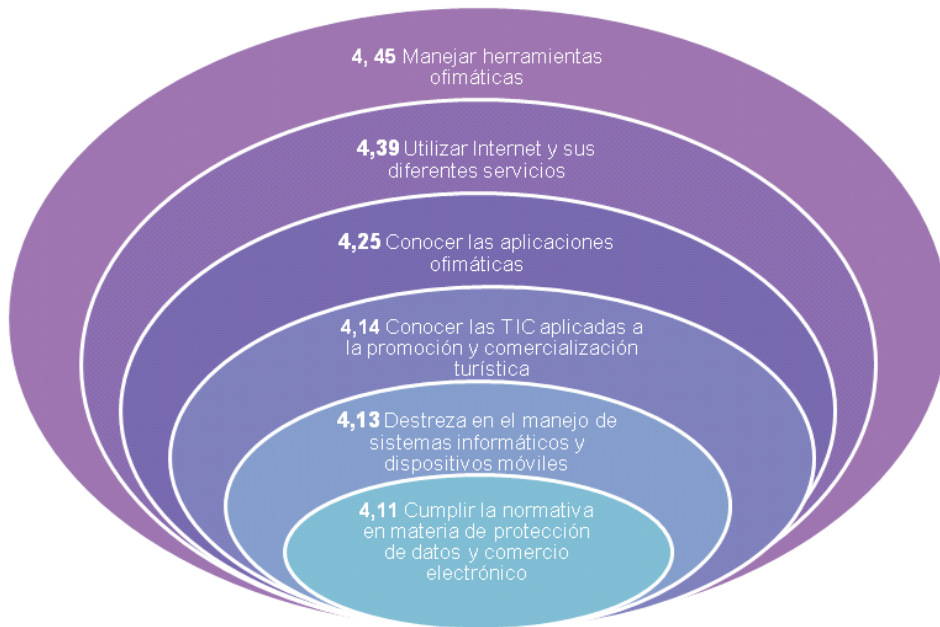 4, 45 Manejar herramientas
ofimáticas
4,39 Utilizar Internet y sus
diferentes servicios
4,25 Conocer las aplicaciones
ofimáticas
4,14 Conocer las TIC aplicadas a
la promoción y comercialización
turística
4,13 Destreza en el manejo de
sistemas informáticos y
dispositivos móviles
4,11 Cumplir la normativa
en materia de protección
de datos y comercio
electrónico